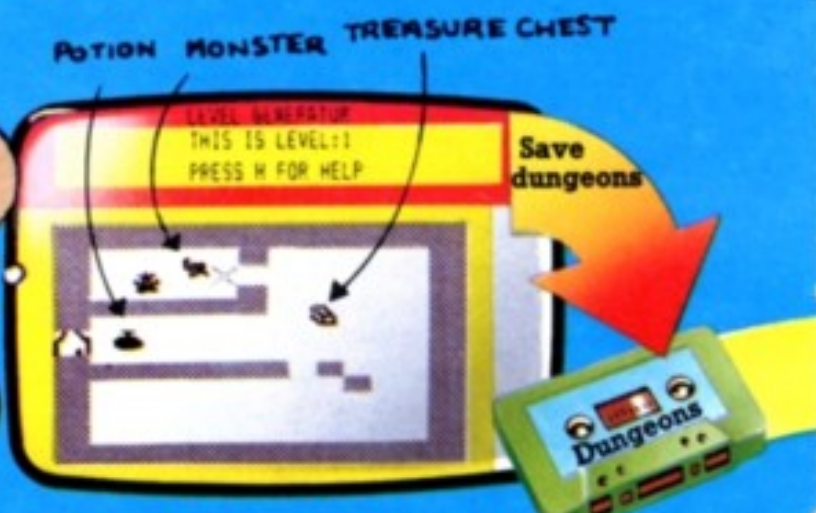 POTION MONSTER TREASURE CHEST
LEVEL GENERATOR
THIS IS LEVEL:1
PRESS H FOR HELP
Save
dungeons
Dungeons